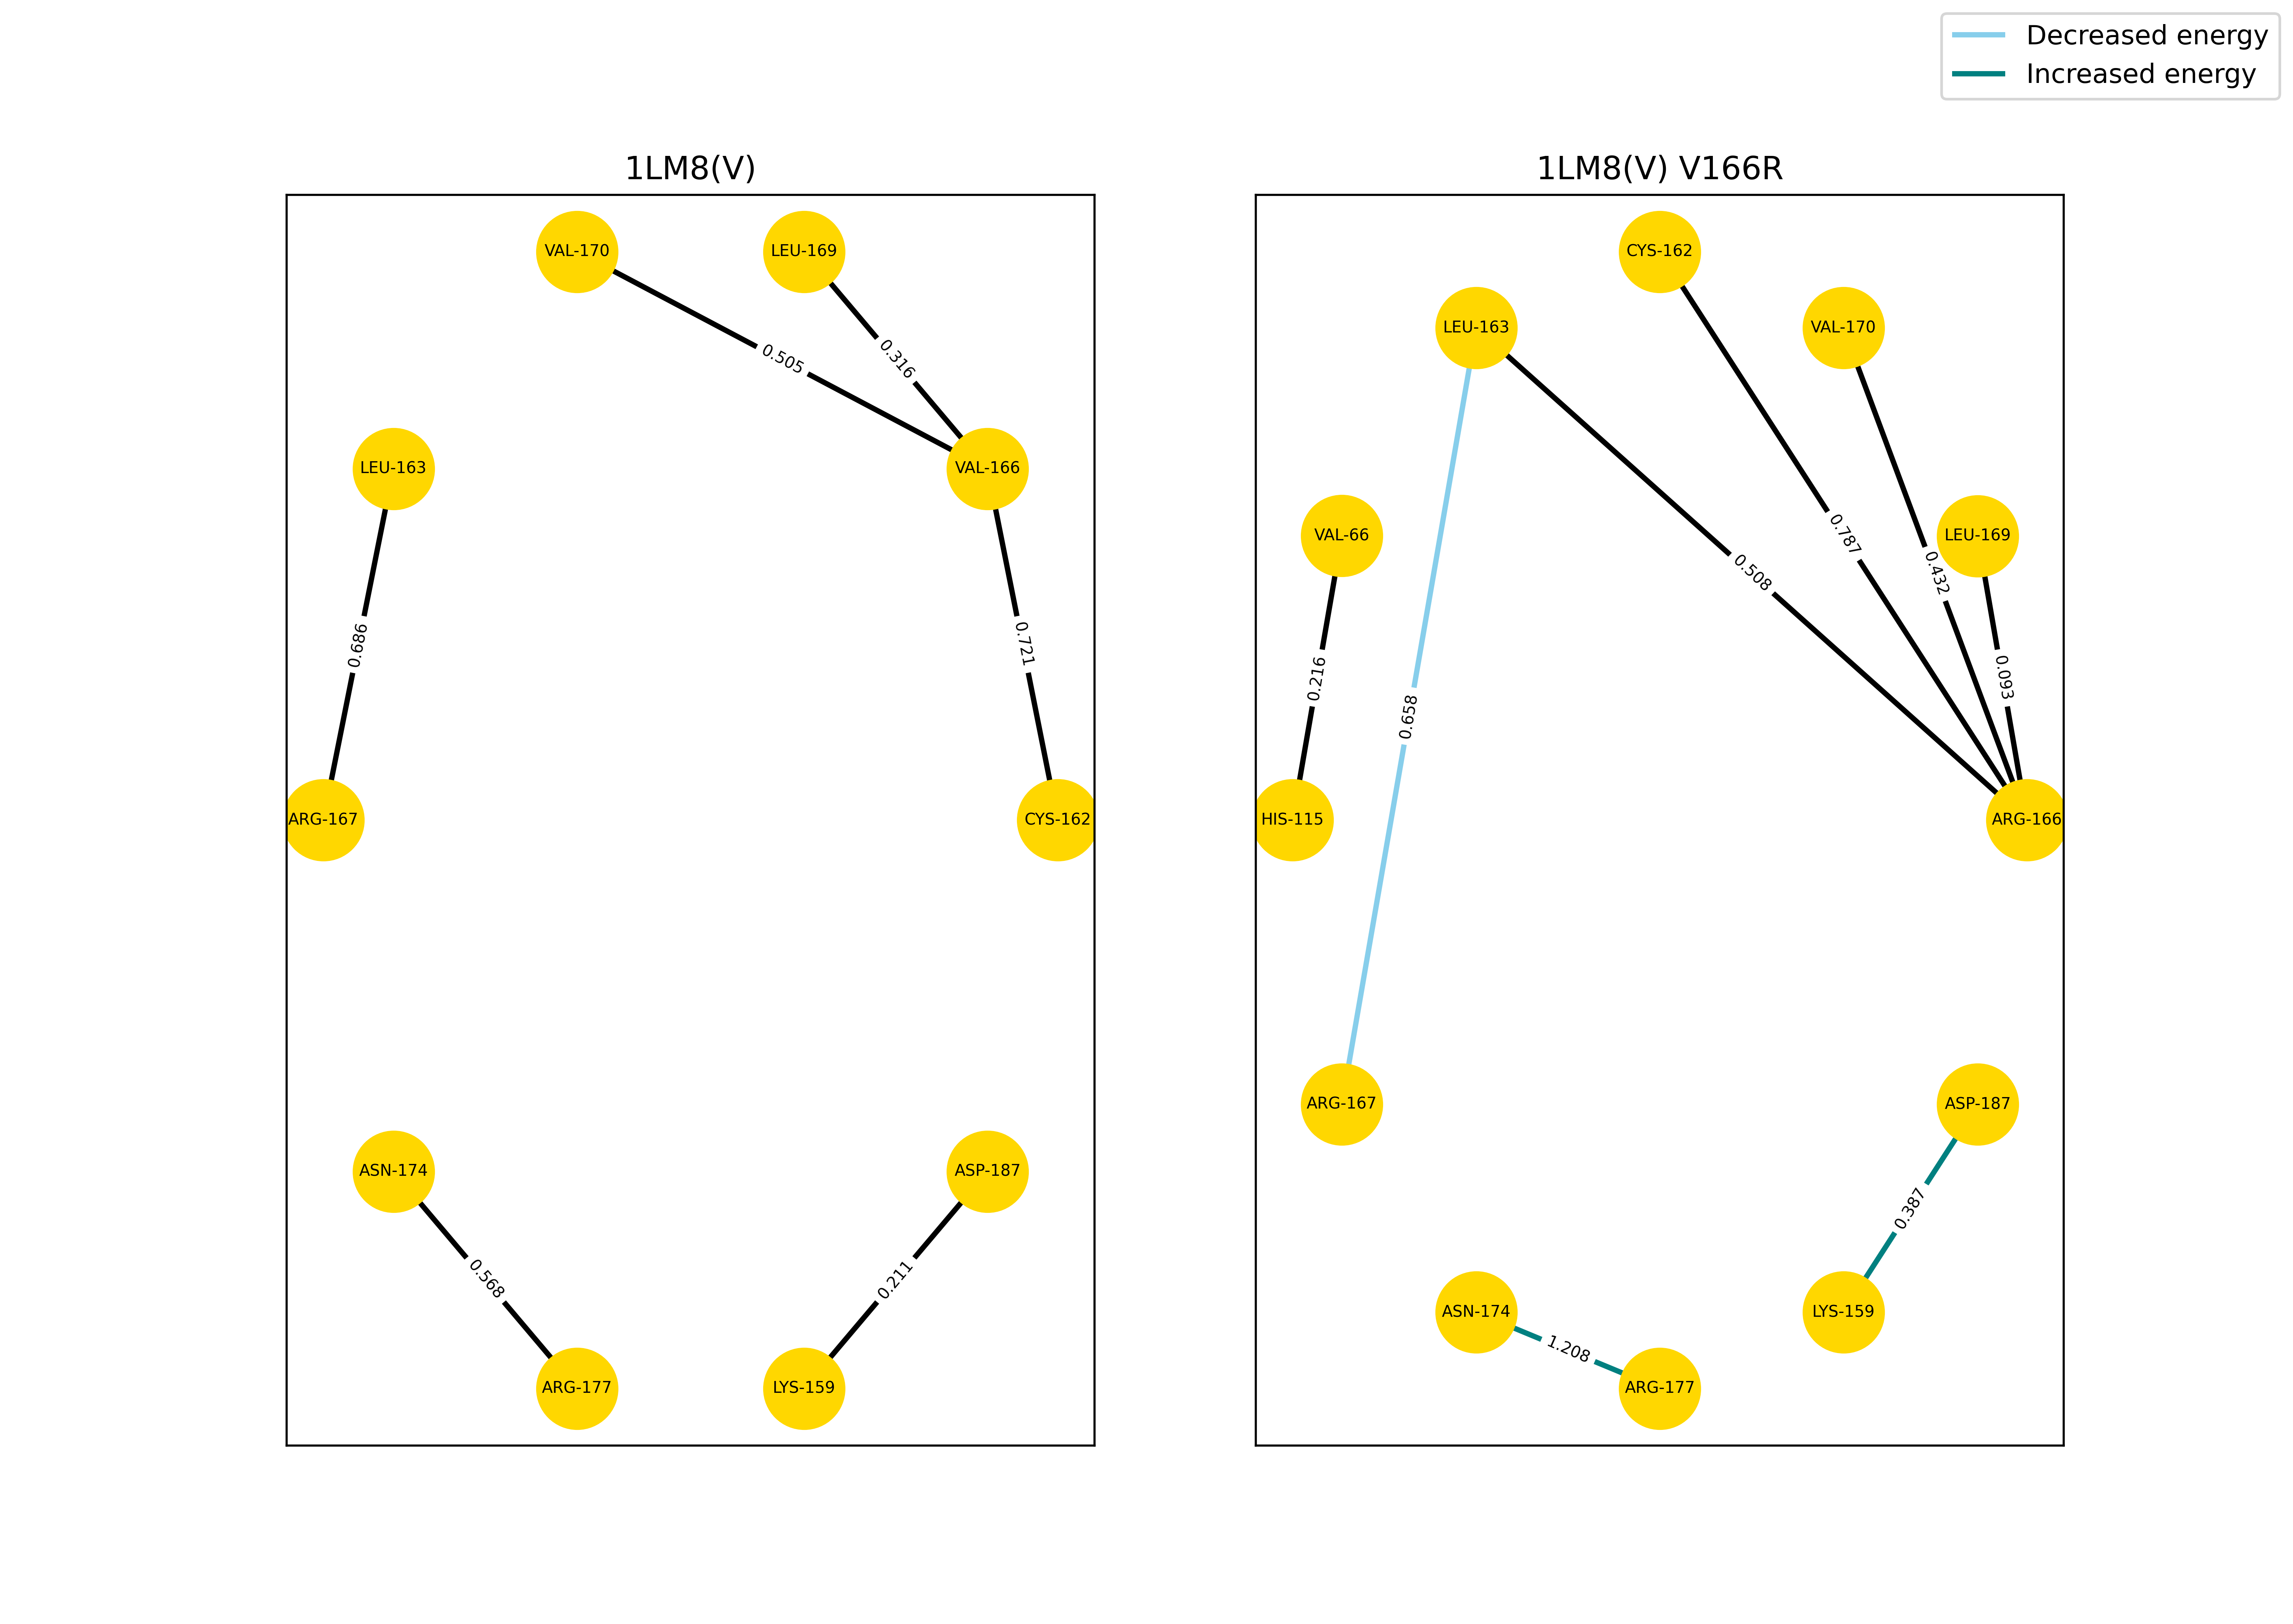 Decreased energy
Increased energy
1LM8(V)
VAL-170
LEU-169
0.505
0.316
LEU-163
VAL-166
0.686
0.721
ARG-167
CYS-162
ASN-174
ASP-187
0.568
0.211
ARG-177
LYS-159
1LM8(V) V166R
CYS-162
LEU-163
VAL-170
VAL-66
LEU-169
0.787
0.508
0.432
0.216
0.658
0.093
HIS-115
ARG-166
ARG-167
ASP-187
0.387
ASN-174
LYS-159
1.208
ARG-177